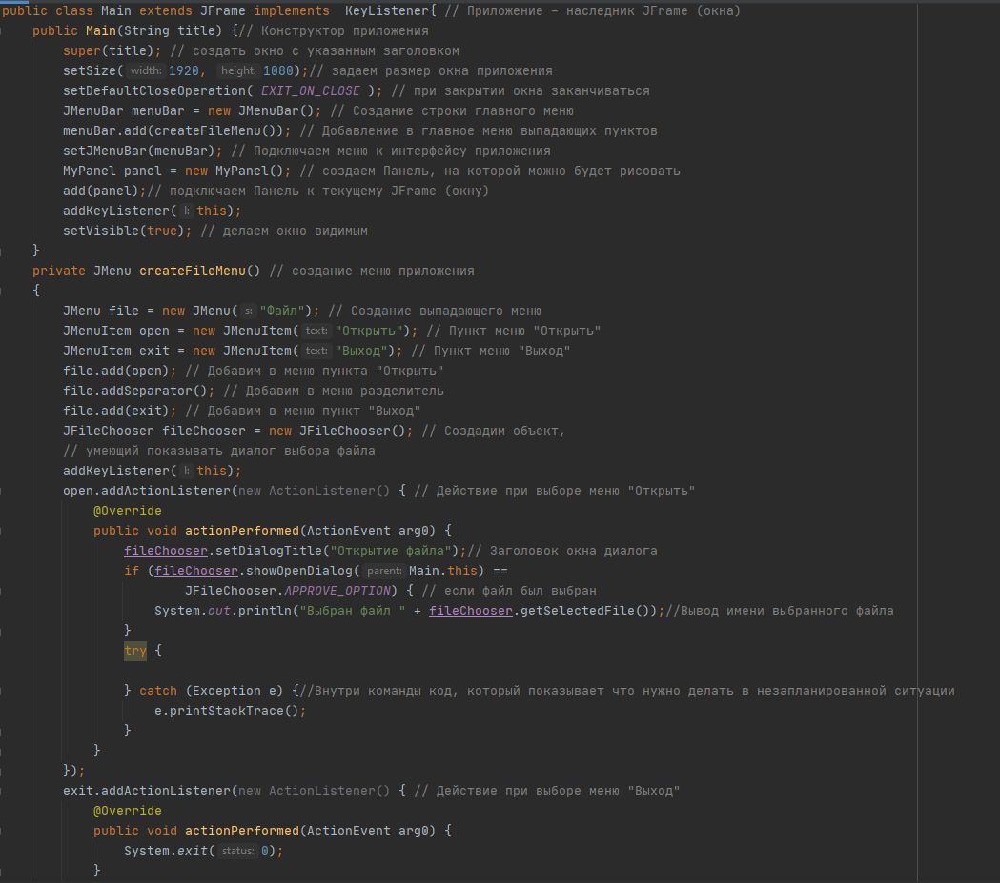 public class Main extends JFrame implements  KeyListener{ // Приложение – наследник JFrame (окна)
    public Main(String title) {// Конструктор приложения
        super(title); // создать окно с указанным заголовком
        setSize( width: 1920,  height: 1080);// задаем размер окна приложения
        setDefaultCloseOperation( EXIT_ON_CLOSE ); // при закрытии окна заканчиваться
        JMenuBar menuBar = new JMenuBar(); // Создание строки главного меню
        menuBar.add(createFileMenu()); // Добавление в главное меню выпадающих пунктов
        setJMenuBar(menuBar); // Подключаем меню к интерфейсу приложения
        MyPanel panel = new MyPanel(); // создаем Панель, на которой можно будет рисовать
        add(panel);// подключаем Панель к текущему JFrame (окну)
        addKeyListener( l: this);
        setVisible(true); // делаем окно видимым
    }
    private JMenu createFileMenu() // создание меню приложения
    {
        JMenu file = new JMenu( s: "Файл"); // Создание выпадающего меню
        JMenuItem open = new JMenuItem( text: "Открыть"); // Пункт меню "Открыть"
        JMenuItem exit = new JMenuItem( text: "Выход"); // Пункт меню "Выход"
        file.add(open); // Добавим в меню пункта "Открыть"
        file.addSeparator(); // Добавим в меню разделитель
        file.add(exit); // Добавим в меню пункт "Выход"
        JFileChooser fileChooser = new JFileChooser(); // Создадим объект,
        // умеющий показывать диалог выбора файла
        addKeyListener( l: this);
        open.addActionListener(new ActionListener() { // Действие при выборе меню "Открыть"
            @Override
            public void actionPerformed(ActionEvent arg0) {
                fileChooser.setDialogTitle("Открытие файла");// Заголовок окна диалога
                if (fileChooser.showOpenDialog( parent: Main.this) ==
                        JFileChooser.APPROVE_OPTION) { // если файл был выбран
                    System.out.println("Выбран файл " + fileChooser.getSelectedFile());//Вывод имени выбранного файла
                }
                try {
                } catch (Exception e) {//Внутри команды код, который показывает что нужно делать в незапланированной ситуации
                    e.printStackTrace();
                }
            }
        });
        exit.addActionListener(new ActionListener() { // Действие при выборе меню "Выход"
            @Override
            public void actionPerformed(ActionEvent arg0) {
                System.exit( status: 0);
            }